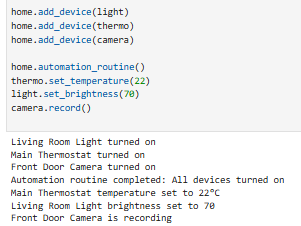 home.add_device(light)
home.add_device(thermo)
home.add_device(camera)
home.automation_routine()
thermo.set_temperature(22)
light.set_brightness(70)
camera.record()
Living Room Light turned on
Main Thermostat turned on
Front Door Camera turned on
Automation routine completed: All devices turned on
Main Thermostat temperature set to 22°C
Living Room Light brightness set to 70
Front Door Camera is recording